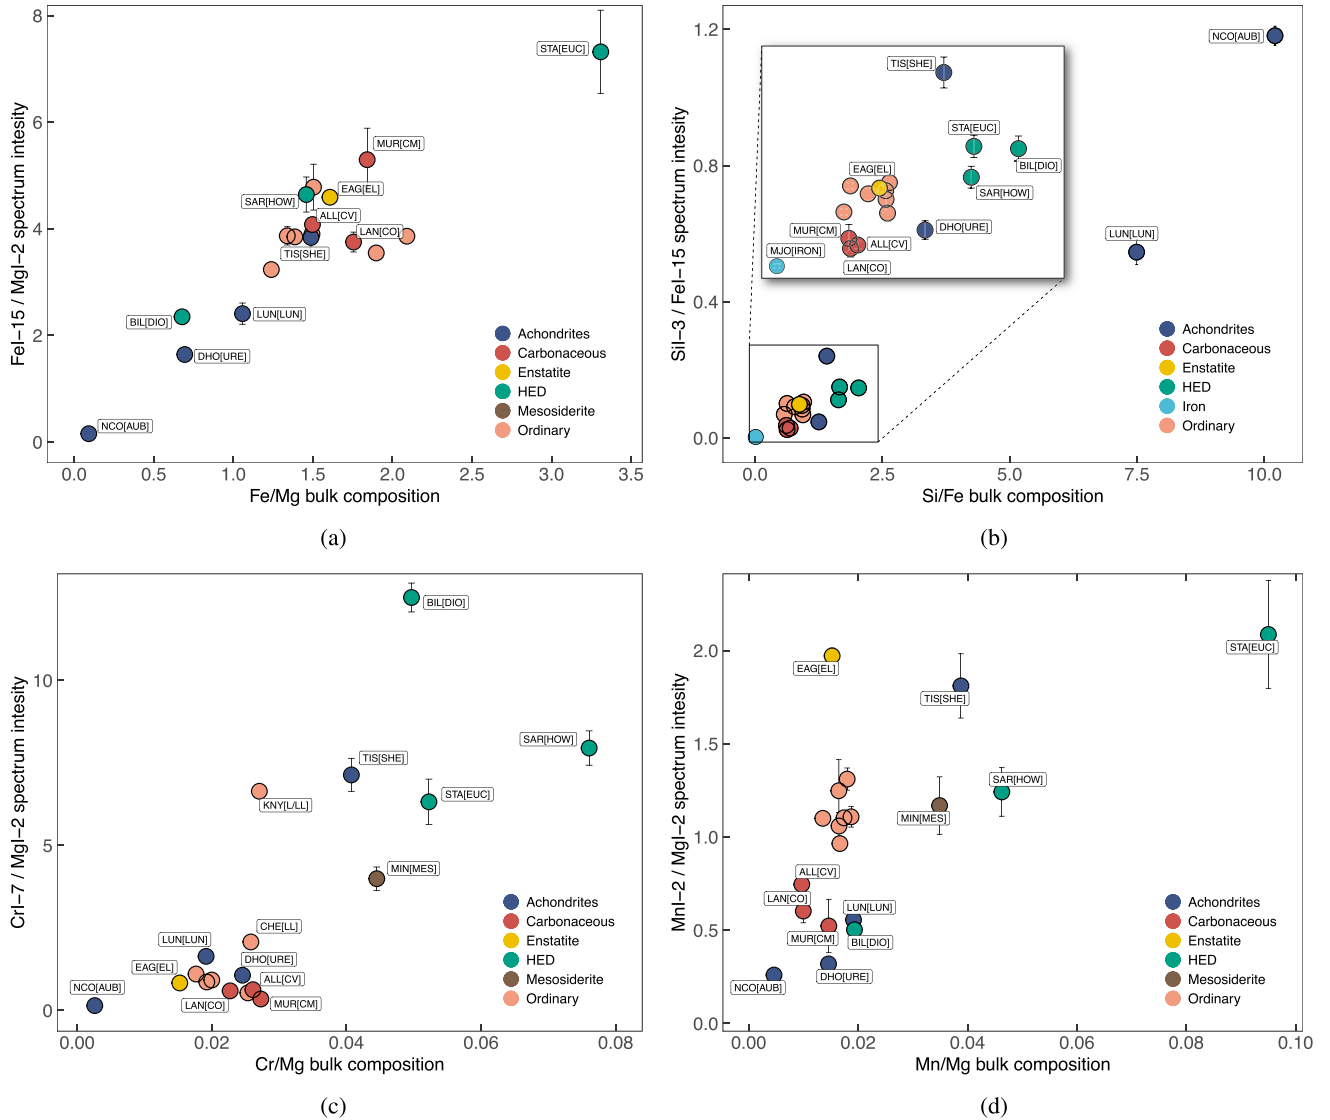 8
6
4
2
0
FeI−15 / MgI−2 spectrum intesity
STA[EUC]
MUR[CM]
SAR[HOW]
EAG[EL]
ALL[CV]
LAN[CO]
TIS[SHE]
BIL[DIO]
LUN[LUN]
DHO[URE]
NCO[AUB]
Achondrites
Carbonaceous
Enstatite
HED
Mesosiderite
Ordinary
0.0 0.5 1.0 1.5 2.0 2.5 3.0 3.5
Fe/Mg bulk composition
(a)
1.2
0.8
0.4
0.0
SiI−3 / FeI−15 spectrum intesity
NCO[AUB]
TIS[SHE]
STA[EUC]
BIL[DIO]
EAG[EL]
SAR[HOW]
MUR[CM]
DHO[URE]
ALL[CV]
MJO[IRON]
LAN[CO]
LUN[LUN]
Achondrites
Carbonaceous
Enstatite
HED
Iron
Ordinary
0.0 2.5 5.0 7.5 10.0
Si/Fe bulk composition
(b)
10
5
0
CrI−7 / MgI−2 spectrum intesity
BIL[DIO]
SAR[HOW]
TIS[SHE]
STA[EUC]
KNY[L/LL]
MIN[MES]
CHE[LL]
LUN[LUN]
DHO[URE]
EAG[EL]
ALL[CV]
NCO[AUB]
LAN[CO]
MUR[CM]
Achondrites
Carbonaceous
Enstatite
HED
Mesosiderite
Ordinary
0.00 0.02 0.04 0.06 0.08
Cr/Mg bulk composition
(c)
2.0
1.5
1.0
0.5
0.0
MnI−2 / MgI−2 spectrum intesity
STA[EUC]
EAG[EL]
TIS[SHE]
SAR[HOW]
MIN[MES]
ALL[CV]
LAN[CO]
LUN[LUN]
MUR[CM]
BIL[DIO]
DHO[URE]
NCO[AUB]
Achondrites
Carbonaceous
Enstatite
HED
Mesosiderite
Ordinary
0.00 0.02 0.04 0.06 0.08 0.10
Mn/Mg bulk composition
(d)